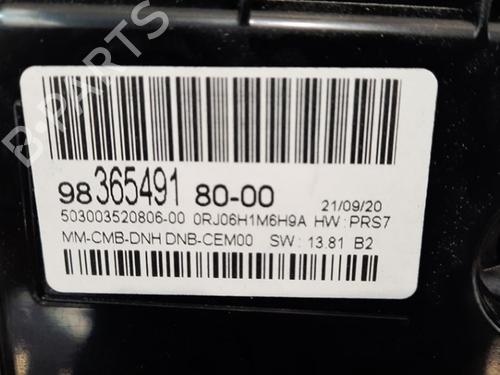 B-PARTS
98 365491 80-00 21/09/20
503003520806-00 0RJ06H1M6H9A HW : PRS7
MM-CMB-DNH DNB-CEM00 SW : 13.81 B2